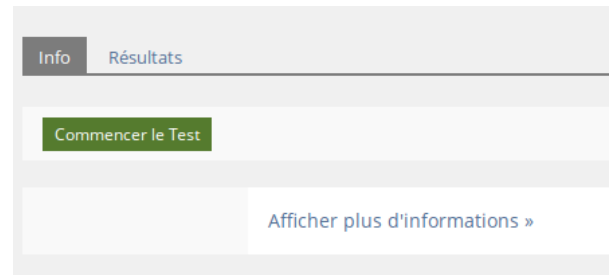 Info Résultats
Commencer le Test
Afficher plus d'informations »